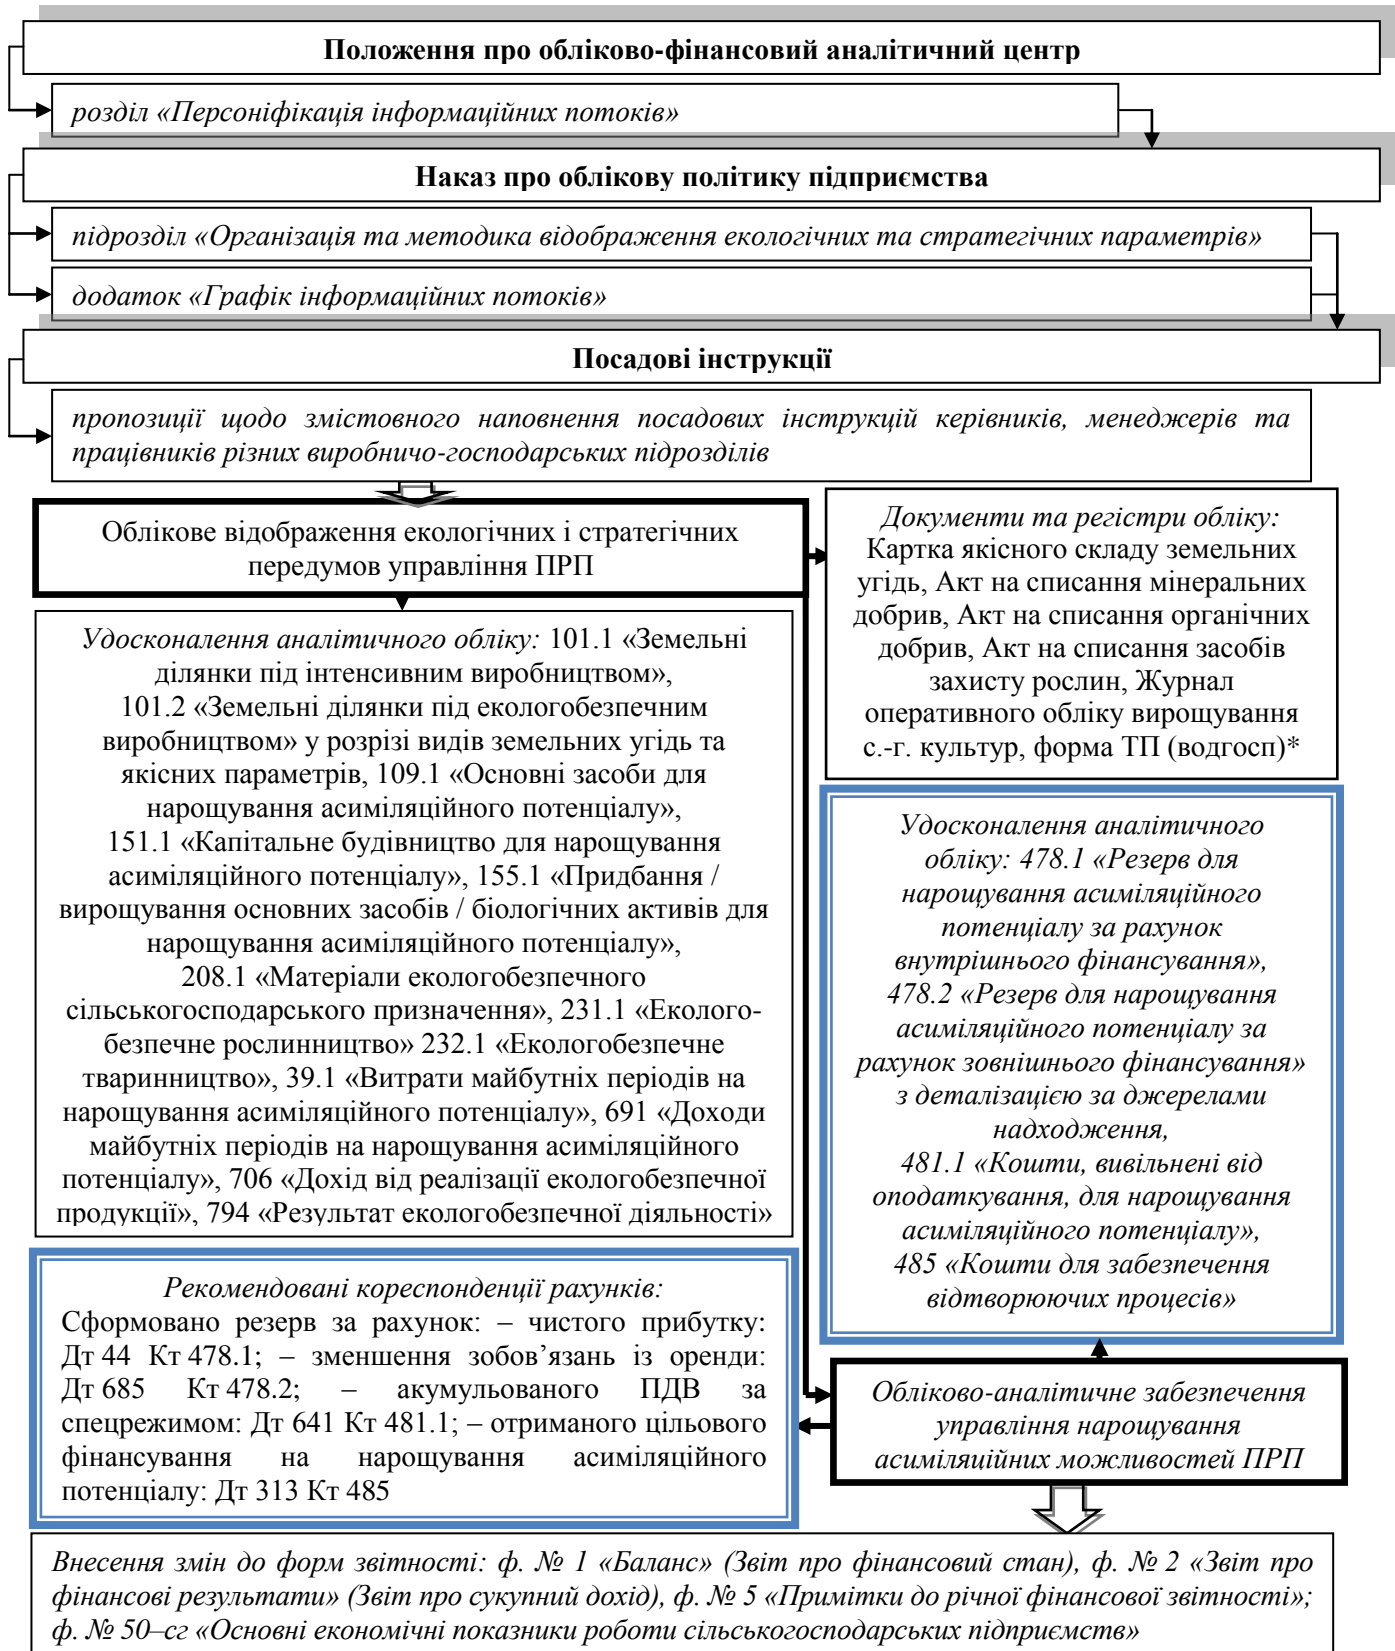 Положення про обліково-фінансовий аналітичний центр
розділ «Персоніфікація інформаційних потоків»
Наказ про облікову політику підприємства
підрозділ «Організація та методика відображення екологічних та стратегічних параметрів»
додаток «Графік інформаційних потоків»
Посадові інструкції
пропозиції щодо змістовного наповнення посадових інструкцій керівників, менеджерів та
працівників різних виробничо-господарських підрозділів
Облікове відображення екологічних і стратегічних
передумов управління ПРП
Документи та регістри обліку:
Картка якісного складу земельних
угідь, Акт на списання мінеральних
добрив, Акт на списання органічних
добрив, Акт на списання засобів
захисту рослин, Журнал
оперативного обліку вирощування
с.-г. культур, форма ТП (водгосп)*
Удосконалення аналітичного обліку: 101.1 «Земельні
ділянки під інтенсивним виробництвом»,
101.2 «Земельні ділянки під екологобезпечним
виробництвом» у розрізі видів земельних угідь та
якісних параметрів, 109.1 «Основні засоби для
нарощування асиміляційного потенціалу»,
151.1 «Капітальне будівництво для нарощування
асиміляційного потенціалу», 155.1 «Придбання /
вирощування основних засобів / біологічних активів для
нарощування асиміляційного потенціалу»,
208.1 «Матеріали екологобезпечного
сільськогосподарського призначення», 231.1 «Еколого-
безпечне рослинництво» 232.1 «Екологобезпечне
тваринництво», 39.1 «Витрати майбутніх періодів на
нарощування асиміляційного потенціалу», 691 «Доходи
майбутніх періодів на нарощування асиміляційного
потенціалу», 706 «Дохід від реалізації екологобезпечної
продукції», 794 «Результат екологобезпечної діяльності»
Удосконалення аналітичного
обліку: 478.1 «Резерв для
нарощування асиміляційного
потенціалу за рахунок
внутрішнього фінансування»,
478.2 «Резерв для нарощування
асиміляційного потенціалу за
рахунок зовнішнього фінансування»
з деталізацією за джерелами
надходження,
481.1 «Кошти, вивільнені від
оподаткування, для нарощування
асиміляційного потенціалу»,
485 «Кошти для забезпечення
відтворюючих процесів»
Рекомендовані кореспонденції рахунків:
Сформовано резерв за рахунок: – чистого прибутку:
Дт 44 Кт 478.1; – зменшення зобов’язань із оренди:
Дт 685 Кт 478.2; – акумульованого ПДВ за
спецрежимом: Дт 641 Кт 481.1; – отриманого цільового
фінансування на нарощування асиміляційного
потенціалу: Дт 313 Кт 485
Обліково-аналітичне забезпечення
управління нарощування
асиміляційних можливостей ПРП
Внесення змін до форм звітності: ф. № 1 «Баланс» (Звіт про фінансовий стан), ф. № 2 «Звіт про
фінансові результати» (Звіт про сукупний дохід), ф. № 5 «Примітки до річної фінансової звітності»;
ф. № 50–сг «Основні економічні показники роботи сільськогосподарських підприємств»